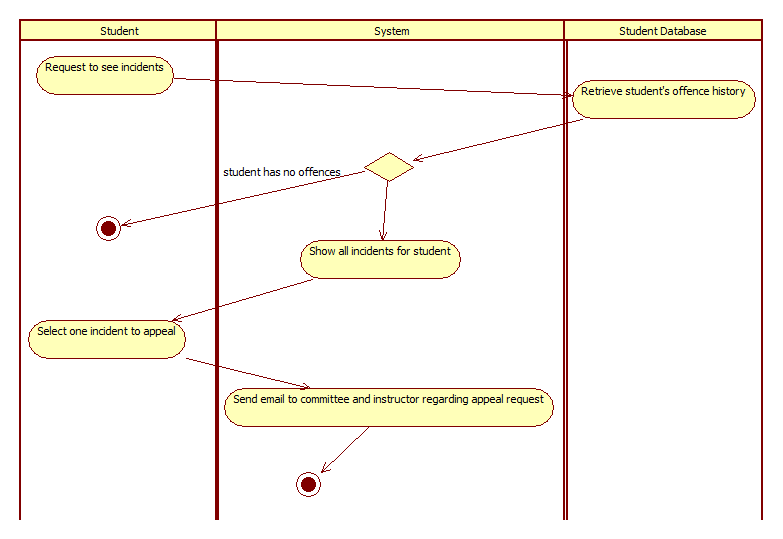 Student
System
Student Database
Request to see incidents
Retrieve student's offence history
student has no offences
Show all incidents for student
Select one incident to appeal
Send email to committee and instructor regarding appeal request